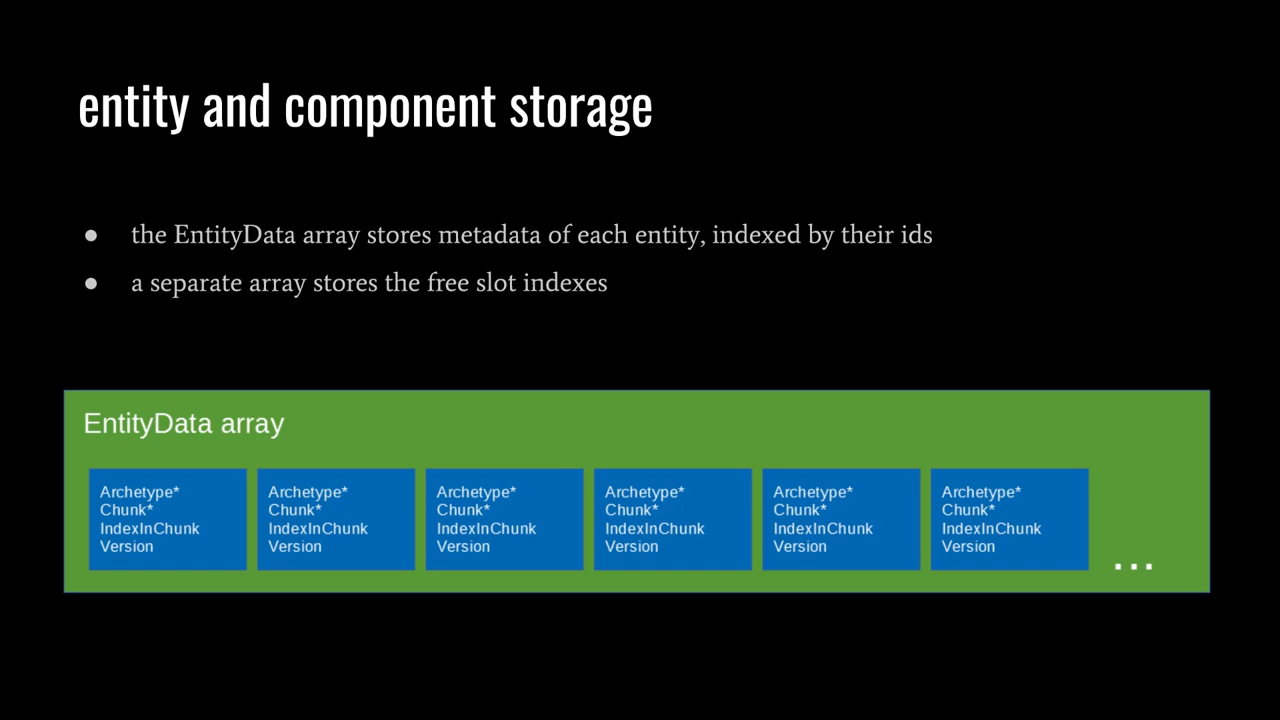 entity and component storage
● the EntityData array stores metadata of each entity, indexed by their ids
● a separate array stores the free slot indexes
EntityData array
Archetype*
Chunk*
IndexInChunk
Version
Archetype*
Chunk*
IndexInChunk
Version
Archetype*
Chunk*
IndexInChunk
Version
Archetype*
Chunk*
IndexInChunk
Version
Archetype*
Chunk*
IndexInChunk
Version
Archetype*
Chunk*
IndexInChunk
Version
...